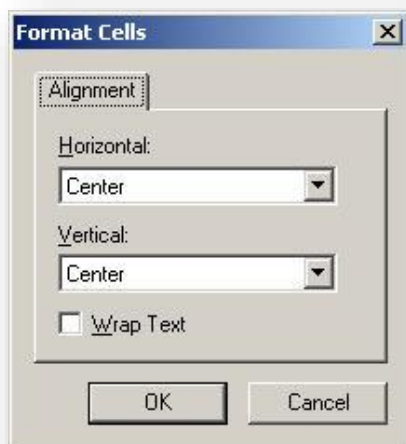 Format Cells
Alignment
Horizontal:
Center
Vertical:
Center
Wrap Text
OK Cancel